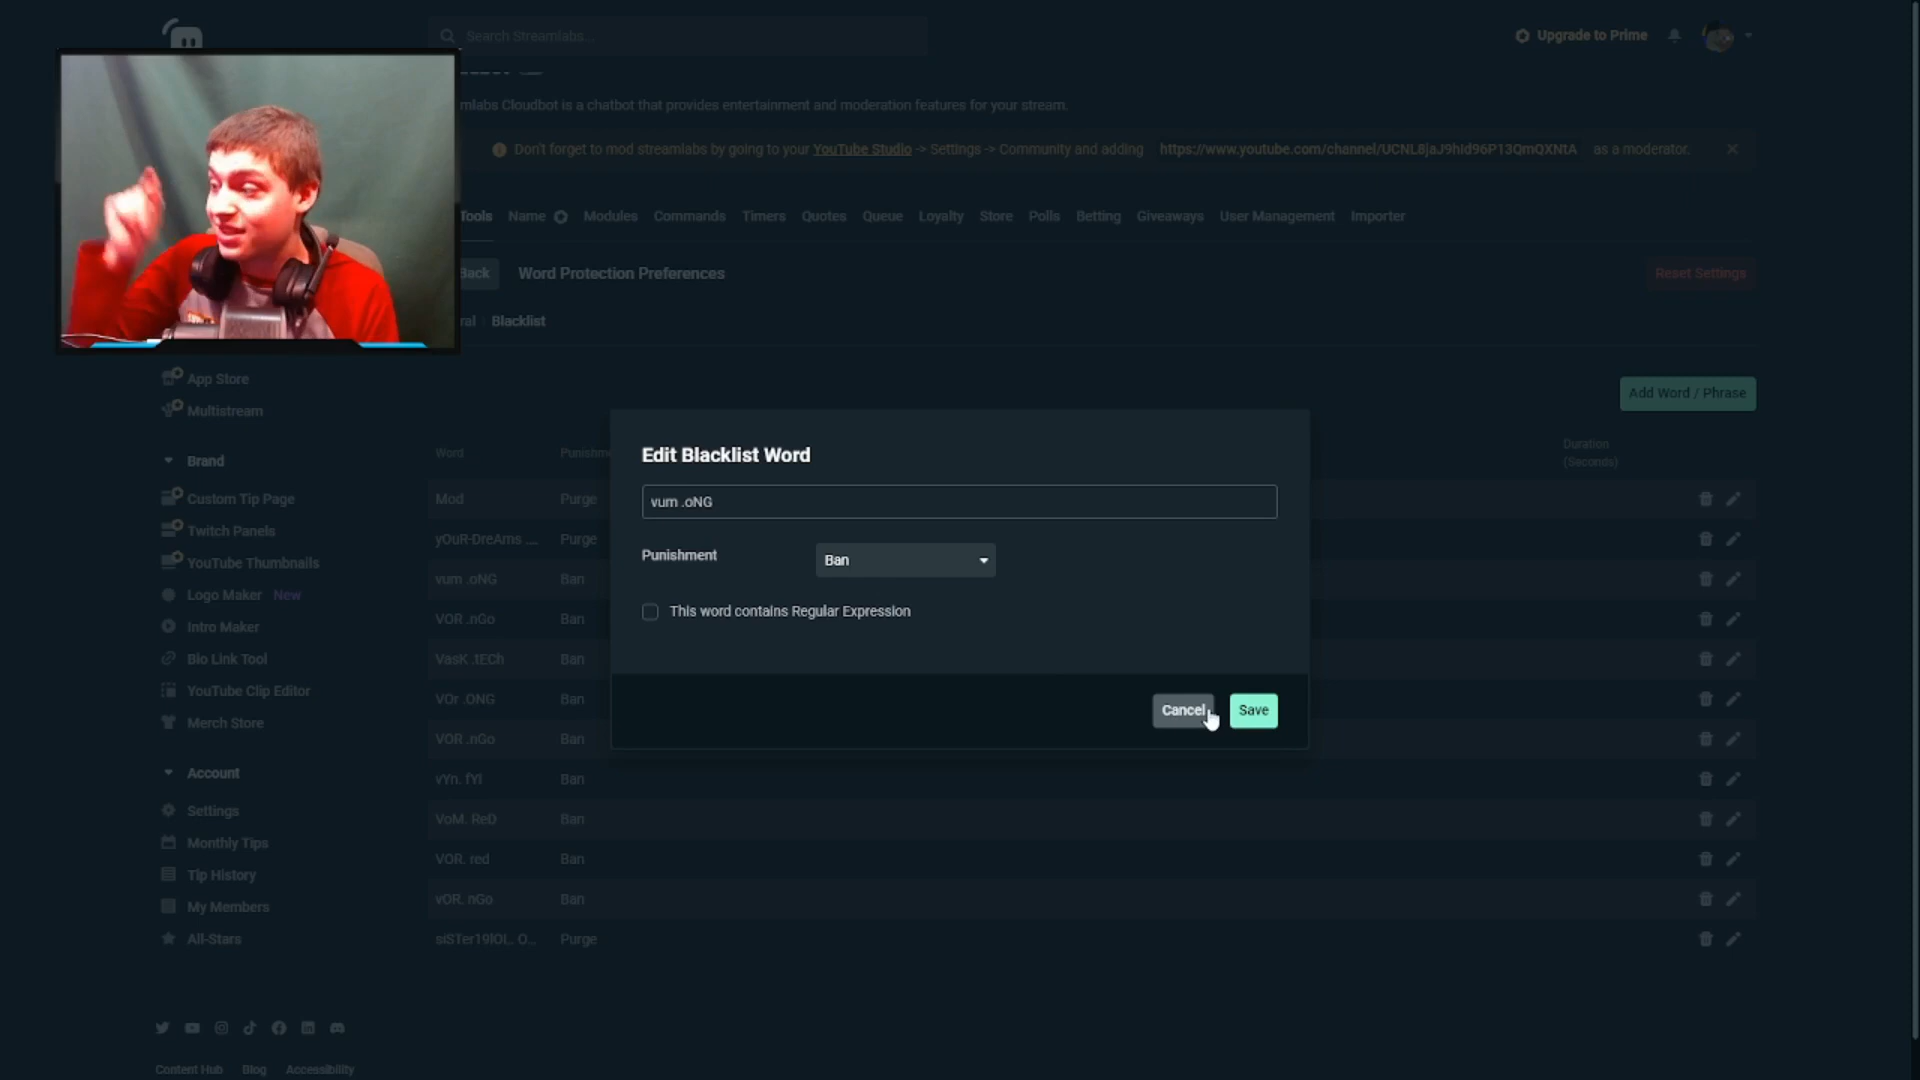 Search Streamlabs...
Upgrade to Prime
mlabs Cloudbot is a chatbot that provides entertainment and moderation features for your stream.
Don't forget to mod streamlabs by going to your YouTube Studio -> Settings -> Community and adding https://www.youtube.com/channel/UCNL8jaJ9hId96P13QmQXNtA as a moderator.
Tools Name Modules Commands Timers Quotes Queue Loyalty Store Polls Betting Giveaways User Management Importer
Back Word Protection Preferences Reset Settings
ral Blacklist
App Store
Multistream
Add Word / Phrase
Brand
Custom Tip Page
Twitch Panels
YouTube Thumbnails
Logo Maker New
Intro Maker
Bio Link Tool
YouTube Clip Editor
Merch Store
Account
Settings
Monthly Tips
Tip History
My Members
All-Stars
Word Punishm Duration
(Seconds)
Mod Purge
yOuR-DreAms .... Purge
vum .oNG Ban
VOR .nGo Ban
VasK .tECh Ban
VOr .ONG Ban
VOR .nGo Ban
vYn. fYI Ban
VoM. ReD Ban
VOR. red Ban
vOR. nGo Ban
siSTer19lOL. O... Purge
Edit Blacklist Word
vum .oNG
Punishment Ban
This word contains Regular Expression
Cancel Save
Content Hub Blog Accessibility